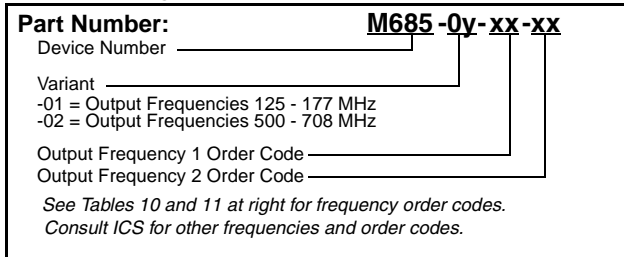 Part Number: M685-0y-xx-xx
Device Number
Variant
-01 = Output Frequencies 125 - 177 MHz
-02 = Output Frequencies 500 - 708 MHz
Output Frequency 1 Order Code
Output Frequency 2 Order Code
See Tables 10 and 11 at right for frequency order codes.
Consult ICS for other frequencies and order codes.